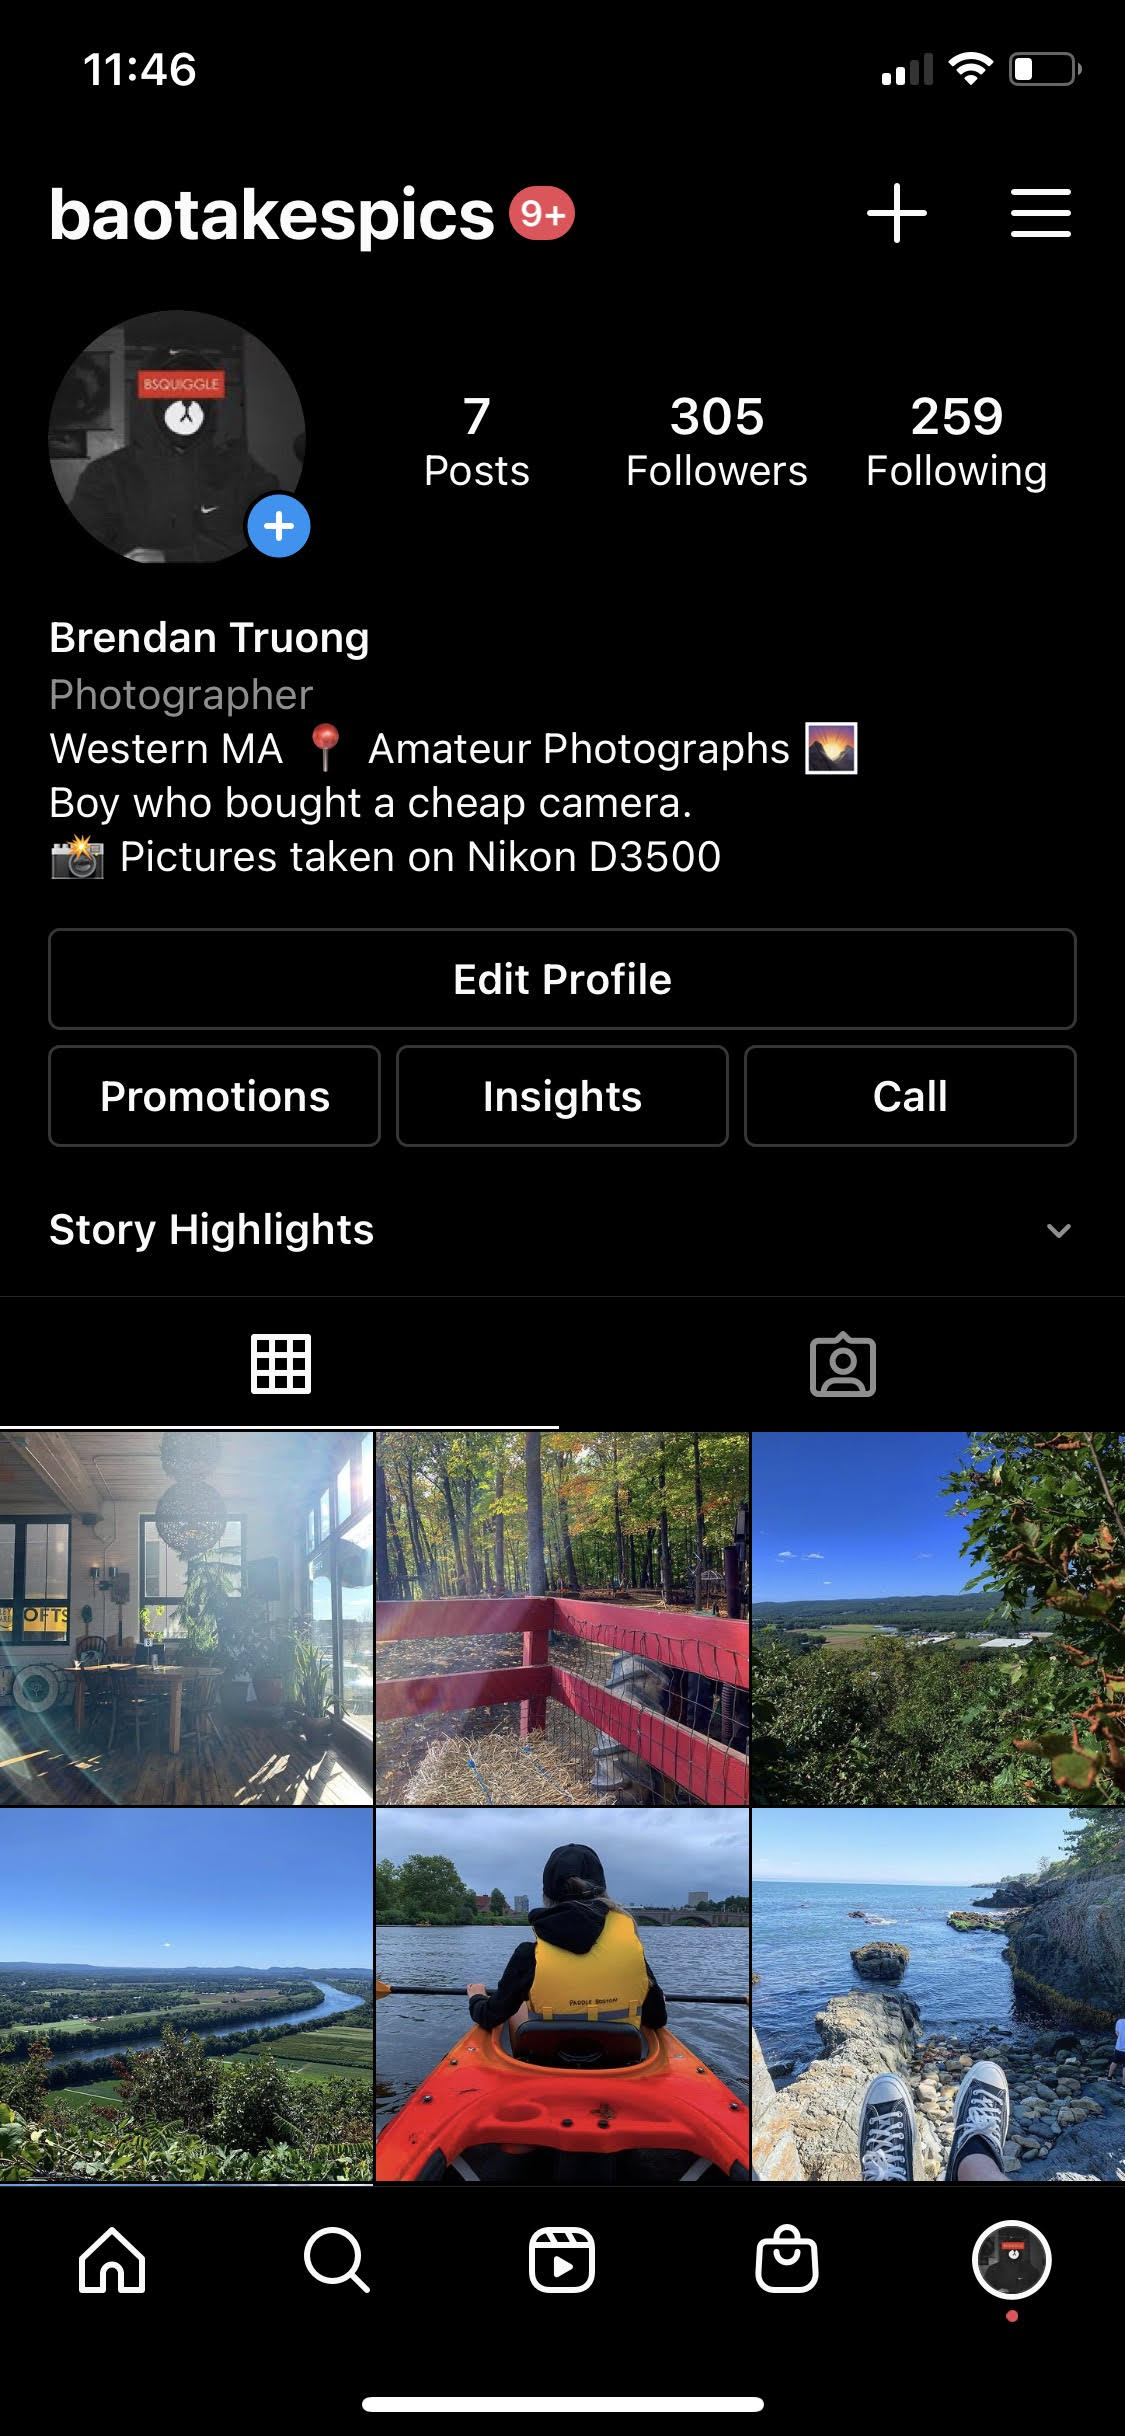 11:46
baotakespics 9+
BSQUIGGLE
7 305 259
Posts Followers Following
Brendan Truong
Photographer
Western MA 📍 Amateur Photographs 🌄
Boy who bought a cheap camera.
📸 Pictures taken on Nikon D3500
Edit Profile
Promotions Insights Call
Story Highlights
OFTS
PADDLE BOSTON